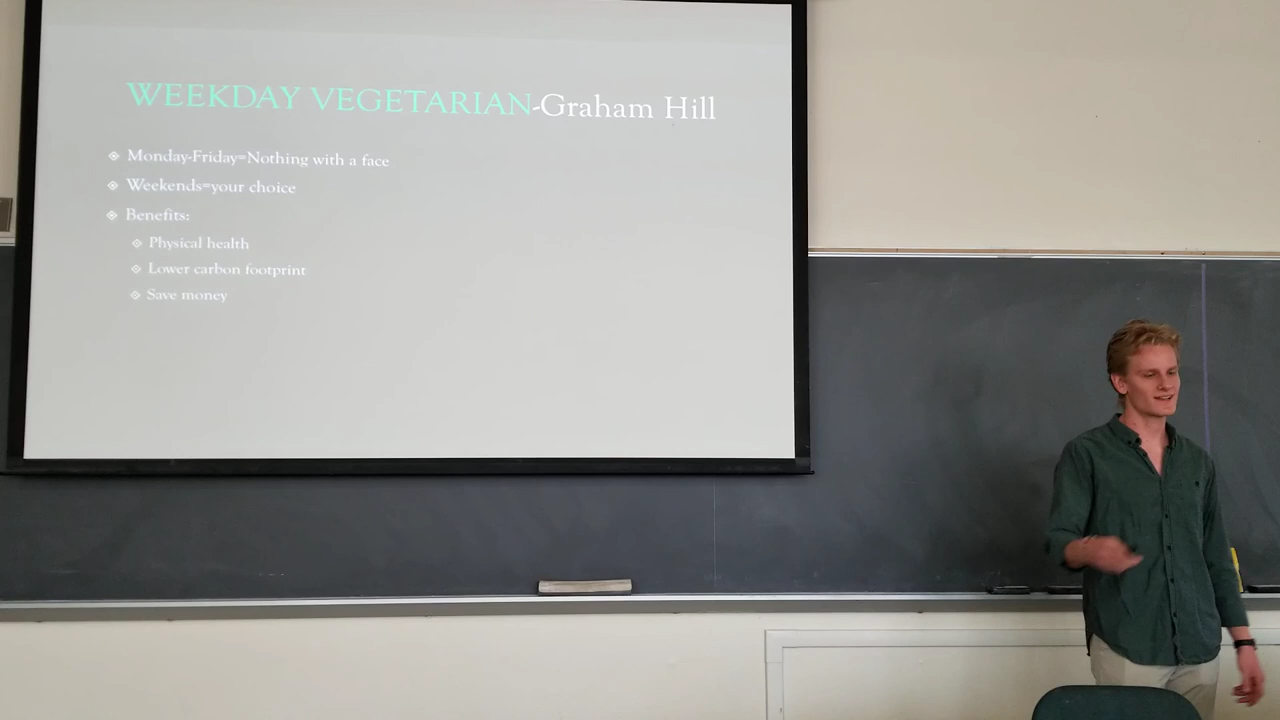 WEEKDAY VEGETARIAN-Graham Hill
Monday-Friday=Nothing with a face
Weekends=your choice
Benefits:
Physical health
Lower carbon footprint
Save money